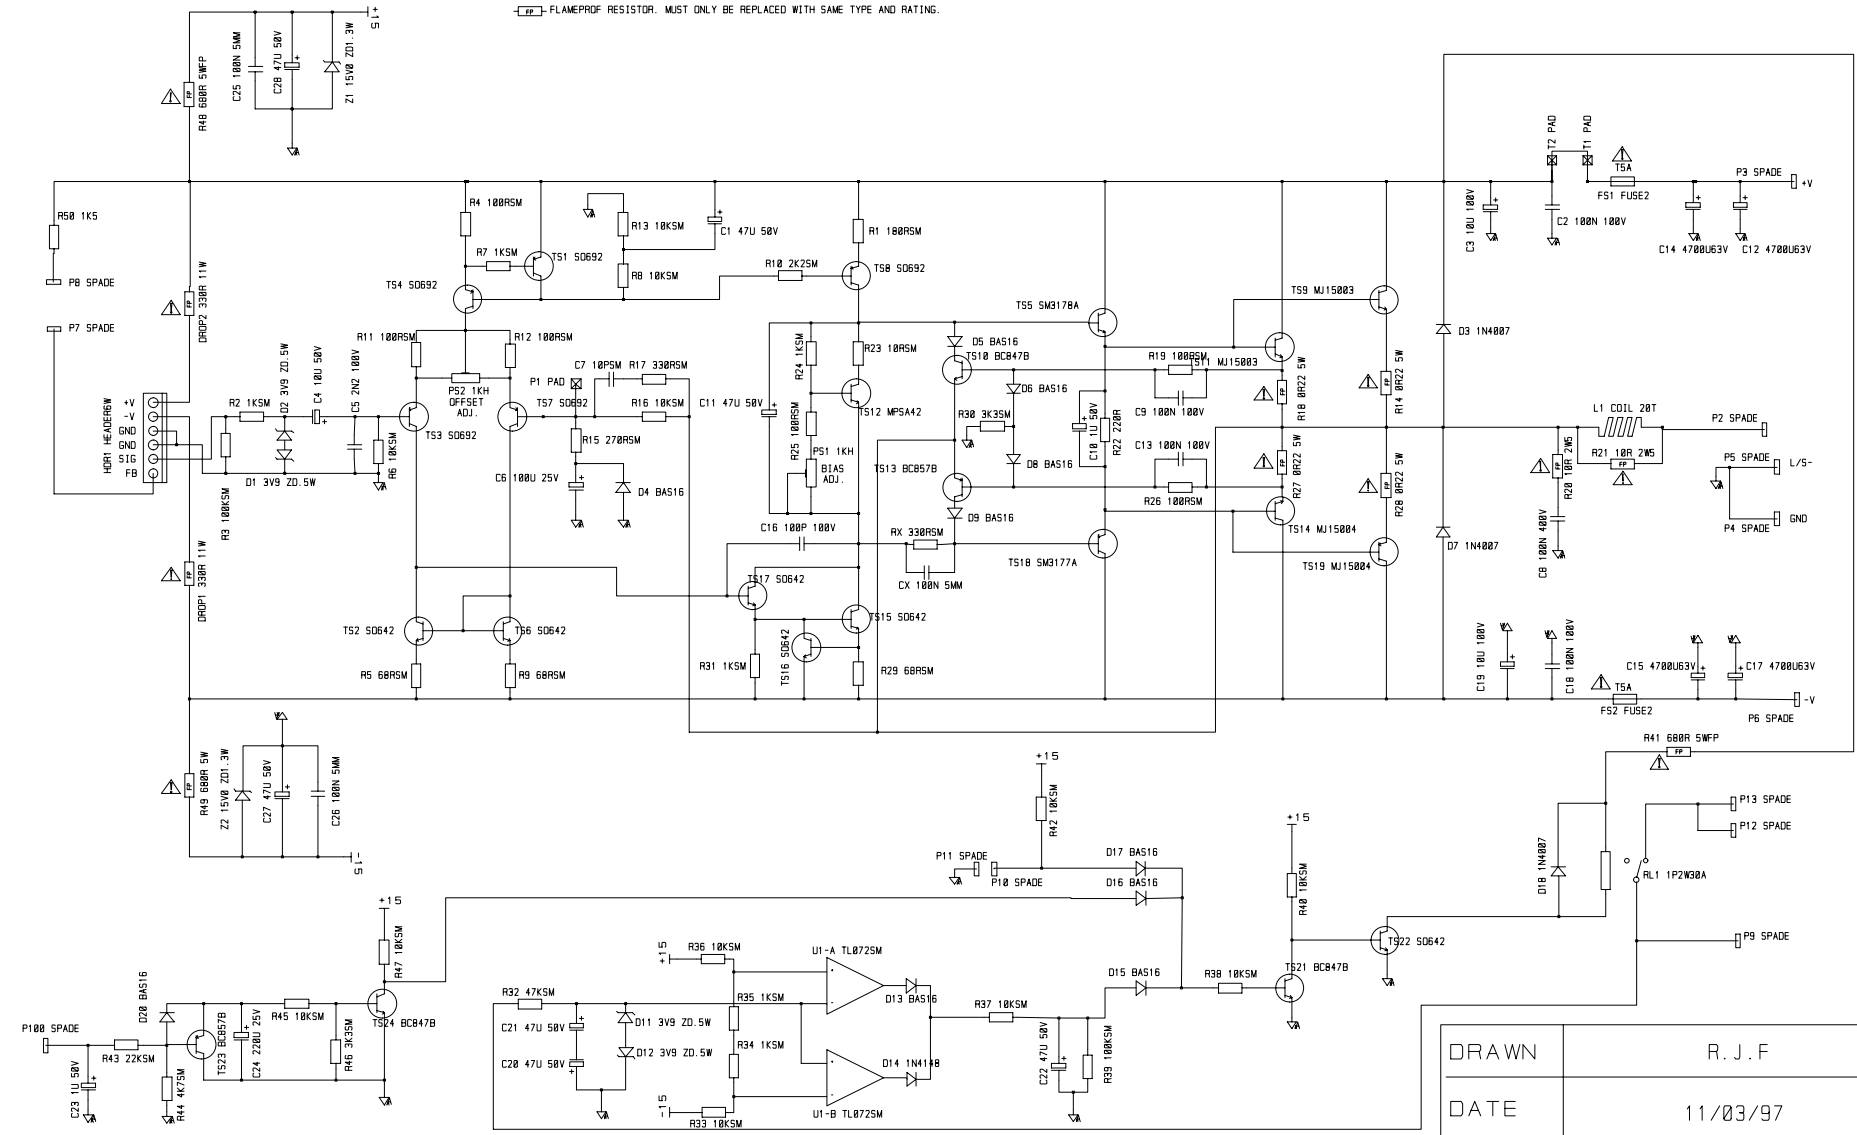 FLAMEPROF RESISTOR. MUST ONLY BE REPLACED WITH SAME TYPE AND RATING.
FP
+15
R48 680R 5WFP
C25 100N 5MM
C28 47U 50V
Z1 15V0 ZD1.3W
R50 1K5
P8 SPADE
P7 SPADE
DROP2 330R 11W
DROP1 330R 11W
HDR1 HEADER6W
+V
-V
GND
GND
SIG
FB
R2 1KSM
R3 100KSM
D2 3V9 ZD.5W
D1 3V9 ZD.5W
C4 10U 50V
C5 2N2 100V
R6 10KSM
R4 100RSM
R7 1KSM
TS1 SO692
TS4 SO692
R13 10KSM
R8 10KSM
C1 47U 50V
R10 2K2SM
R1 180RSM
TS8 SO692
R11 100RSM
R12 100RSM
PS2 1KH
OFFSET
ADJ.
TS3 SO692
TS7 SO692
P1 PAD
C7 10PSM
R17 330RSM
R16 10KSM
R15 270RSM
C6 100U 25V
D4 BAS16
C11 47U 50V
R24 1KSM
R23 10RSM
TS12 MPSA42
R25 100RSM
PS1 1KH
BIAS
ADJ.
C16 100P 100V
RX 330RSM
CX 100N 5MM
D5 BAS16
TS10 BC847B
D6 BAS16
R30 3K3SM
D8 BAS16
TS13 BC857B
D9 BAS16
TS5 SM3178A
C10 1U 50V
R22 220R
TS18 SM3177A
R19 100RSM
C9 100N 100V
C13 100N 100V
R26 100RSM
TS9 MJ15003
TS11 MJ15003
R18 0R22 5W
R14 0R22 5W
R27 0R22 5W
R28 0R22 5W
TS14 MJ15004
TS19 MJ15004
D3 1N4007
D7 1N4007
C3 10U 100V
C2 100N 100V
T2 PAD
T1 PAD
T5A
FS1 FUSE2
P3 SPADE
+V
C14 4700U63V
C12 4700U63V
L1 COIL 20T
R21 10R 2W5
R20 10R 2W5
C8 100N 400V
P2 SPADE
P5 SPADE
L/S-
GND
P4 SPADE
TS2 SO642
TS6 SO642
R5 68RSM
R9 68RSM
TS17 SO642
R31 1KSM
TS16 SO642
TS15 SO642
R29 68RSM
C19 10U 100V
C18 100N 100V
C15 4700U63V
C17 4700U63V
T5A
FS2 FUSE2
-V
P6 SPADE
R49 680R 5W
Z2 15V0 ZD1.3W
C27 47U 50V
C26 100N 5MM
-15
+15
R42 10KSM
P11 SPADE
P10 SPADE
D17 BAS16
D16 BAS16
+15
R40 10KSM
R41 680R 5WFP
D18 1N4007
RL1 1P2W30A
P13 SPADE
P12 SPADE
P9 SPADE
TS22 SO642
TS21 BC847B
R38 10KSM
D15 BAS16
+15
R47 10KSM
TS24 BC847B
D20 BAS16
P100 SPADE
R43 22KSM
C23 1U 50V
R44 4K7SM
TS23 BC857B
C24 220U 25V
R45 10KSM
R46 3K3SM
R32 47KSM
C21 47U 50V
C20 47U 50V
D11 3V9 ZD.5W
D12 3V9 ZD.5W
+15
R36 10KSM
R35 1KSM
R34 1KSM
-15
R33 10KSM
U1-A TL072SM
U1-B TL072SM
D13 BAS16
D14 1N4148
R37 10KSM
C22 47U 50V
R39 100KSM
DRAWN R.J.F
DATE 11/03/97